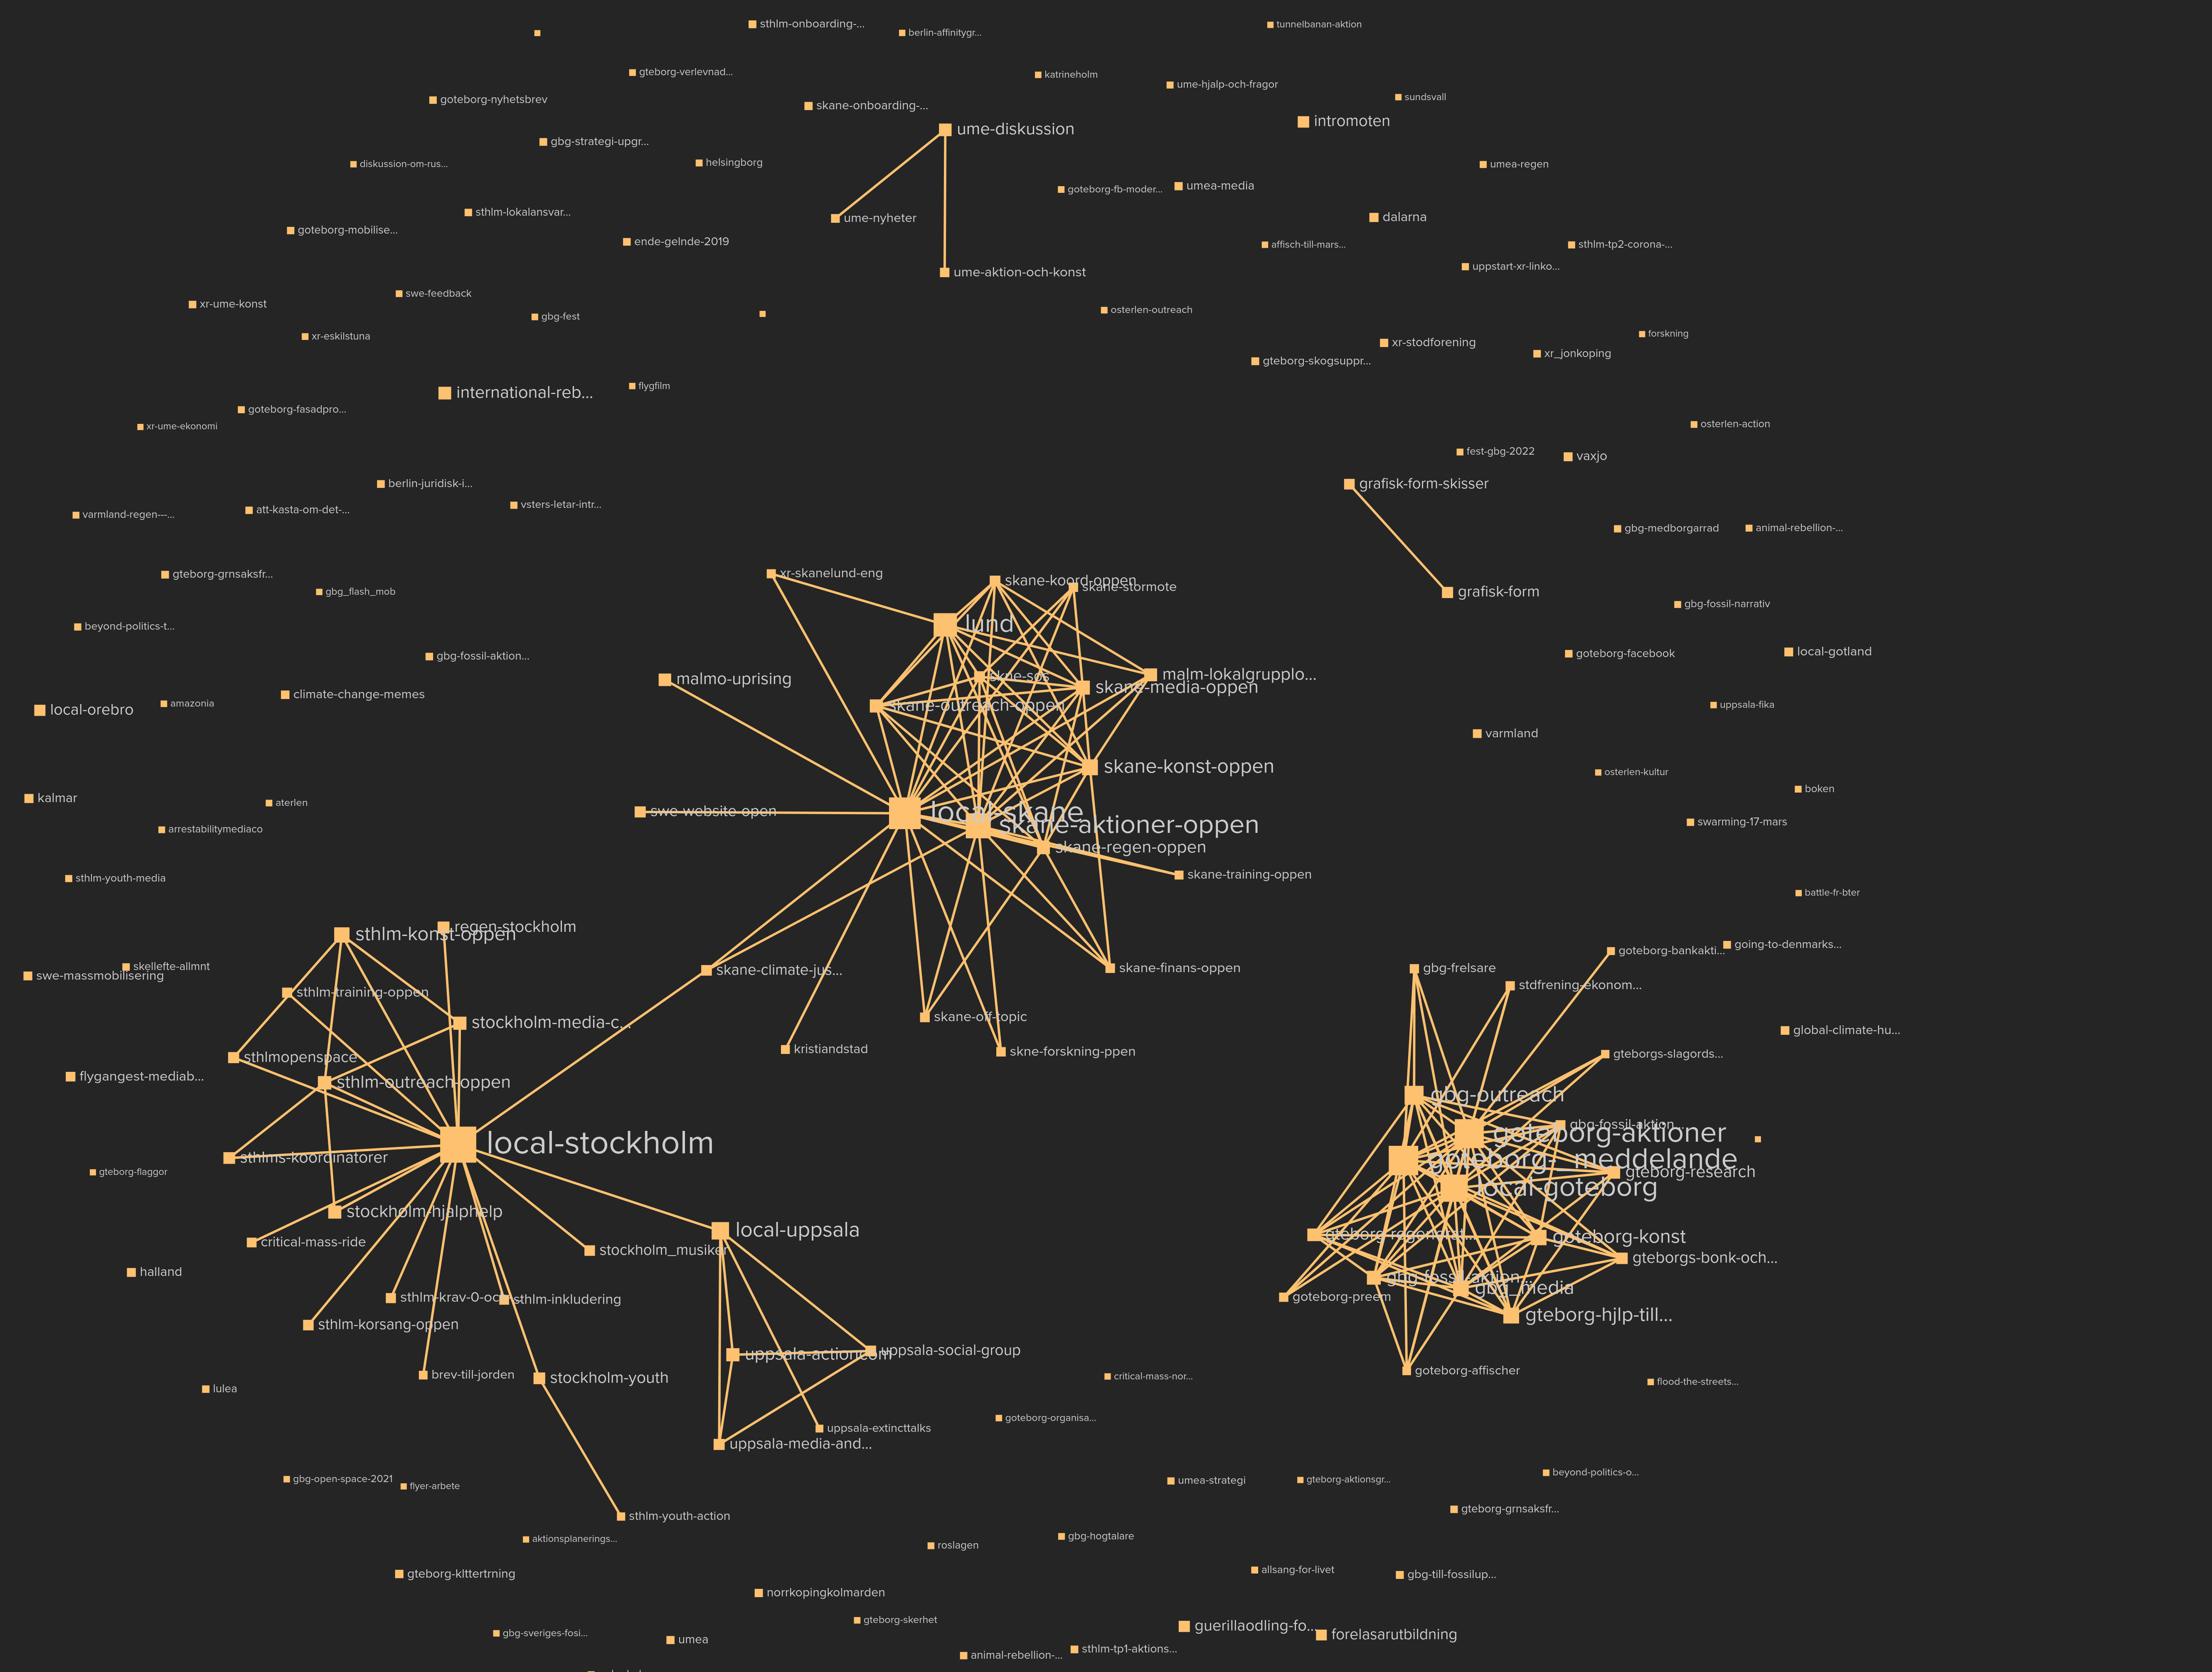 sthlm-onboarding-...
berlin-affinitygr...
tunnelbanan-aktion
gteborg-verlevnad...
katrineholm
ume-hjalp-och-fragor
goteborg-nyhetsbrev
skane-onboarding-...
sundsvall
intromoten
ume-diskussion
gbg-strategi-upgr...
diskussion-om-rus...
helsingborg
umea-regen
goteborg-fb-moder...
umea-media
sthlm-lokalansvar...
ume-nyheter
dalarna
goteborg-mobilise...
ende-gelnde-2019
affisch-till-mars...
sthlm-tp2-corona-...
ume-aktion-och-konst
uppstart-xr-linko...
swe-feedback
xr-ume-konst
gbg-fest
osterlen-outreach
xr-eskilstuna
forskning
xr-stodforening
xr_jonkoping
gteborg-skogsuppr...
international-reb...
flygfilm
goteborg-fasadpro...
xr-ume-ekonomi
osterlen-action
fest-gbg-2022
vaxjo
berlin-juridisk-i...
grafisk-form-skisser
att-kasta-om-det-...
vsters-letar-intr...
varmland-regen---...
gbg-medborgarrad
animal-rebellion-...
gteborg-grnsaksfr...
xr-skanelund-eng
skane-koord-oppen
skane-stormote
gbg_flash_mob
grafisk-form
gbg-fossil-narrativ
beyond-politics-t...
lund
gbg-fossil-aktion...
goteborg-facebook
local-gotland
malmo-uprising
skne-sos
malm-lokalgrupplo...
skane-media-oppen
climate-change-memes
amazonia
skane-outreach-oppen
uppsala-fika
local-orebro
varmland
skane-konst-oppen
osterlen-kultur
boken
kalmar
aterlen
swe-website-open
local-skane
skane-aktioner-oppen
swarming-17-mars
arrestabilitymediaco
skane-regen-oppen
skane-training-oppen
sthlm-youth-media
battle-fr-bter
regen-stockholm
sthlm-konst-oppen
goteborg-bankakti...
going-to-denmarks...
skellefte-allmnt
swe-massmobilisering
skane-climate-jus...
skane-finans-oppen
gbg-frelsare
stdfrening-ekonom...
sthlm-training-oppen
stockholm-media-c...
skane-off-topic
global-climate-hu...
kristiandstad
skne-forskning-ppen
gteborgs-slagords...
sthlmopenspace
flygangest-mediab...
sthlm-outreach-oppen
gbg-outreach
gbg-fossil-aktion...
goteborg-aktioner
local-stockholm
sthlms-koordinatorer
goteborg-_meddelande
gteborg-flaggor
gteborg-research
local-goteborg
stockholm-hjalphelp
local-uppsala
gteborg-regenerat...
goteborg-konst
critical-mass-ride
stockholm_musiker
gteborgs-bonk-och...
halland
gbg-fossil-aktion
gbg_media
sthlm-krav-0-oc
sthlm-inkludering
goteborg-preem
gteborg-hjlp-till...
sthlm-korsang-oppen
uppsala-actioncom
uppsala-social-group
goteborg-affischer
brev-till-jorden
stockholm-youth
critical-mass-nor...
flood-the-streets...
lulea
goteborg-organisa...
uppsala-extincttalks
uppsala-media-and...
gbg-open-space-2021
flyer-arbete
umea-strategi
gteborg-aktionsgr...
beyond-politics-o...
gteborg-grnsaksfr...
sthlm-youth-action
aktionsplanerings...
gbg-hogtalare
roslagen
gteborg-klttertrning
allsang-for-livet
gbg-till-fossilup...
norrkopingkolmarden
gteborg-skerhet
guerillaodling-fo...
gbg-sveriges-fosi...
forelasarutbildning
umea
sthlm-tp1-aktions...
animal-rebellion-...